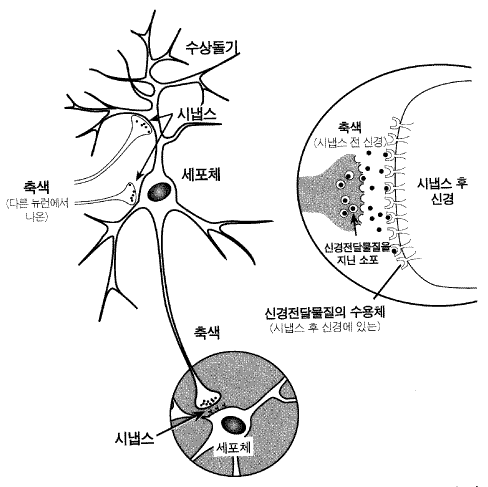 수상돌기
시냅스
축색
(다른 뉴런에서
나온)
세포체
축색
시냅스
세포체
축색
(시냅스 전 신경)
시냅스 후
신경
신경전달물질을
지닌 소포
신경전달물질의 수용체
(시냅스 후 신경에 있는)